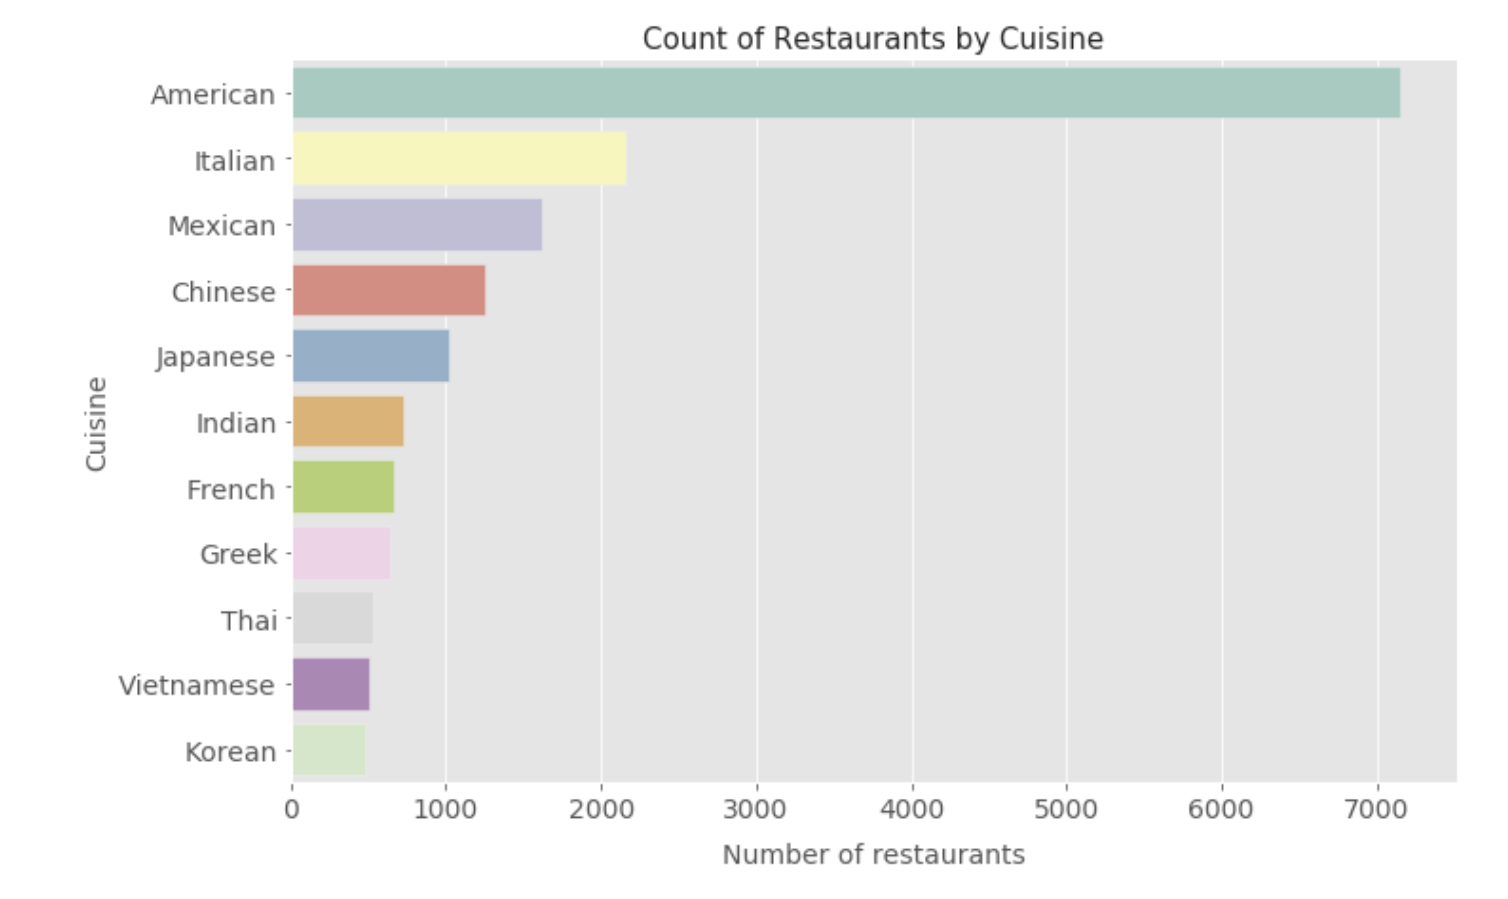 Count of Restaurants by Cuisine
American
Italian
Mexican
Chinese
Japanese
Indian
French
Greek
Thai
Vietnamese
Korean
Cuisine
0 1000 2000 3000 4000 5000 6000 7000
Number of restaurants